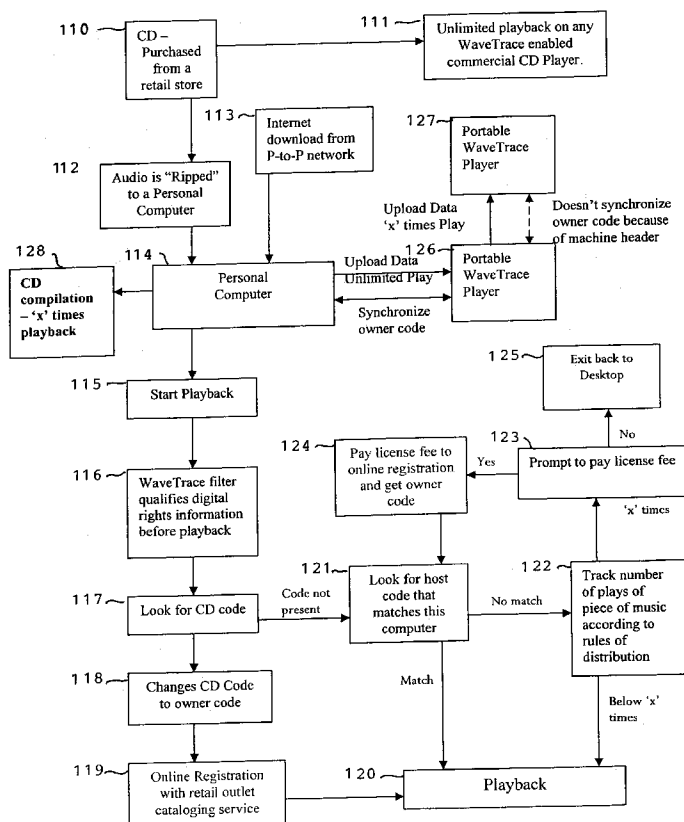 110
CD –
Purchased
from a
retail store
111
Unlimited playback on any
WaveTrace enabled
commercial CD Player.
113
Internet
download from
P-to-P network
127
Portable
WaveTrace
Player
112
Audio is "Ripped"
to a Personal
Computer
Upload Data
'x' times Play
Doesn't synchronize
owner code because
of machine header
128
CD
compilation
– 'x' times
playback
114
Personal
Computer
Upload Data
Unlimited Play
Synchronize
owner code
126
Portable
WaveTrace
Player
125
Exit back to
Desktop
115
Start Playback
No
124
Pay license fee to
online registration
and get owner
code
Yes
123
Prompt to pay license fee
116
WaveTrace filter
qualifies digital
rights information
before playback
'x' times
117
Look for CD code
Code not
present
121
Look for host
code that
matches this
computer
No match
122
Track number
of plays of
piece of music
according to
rules of
distribution
118
Changes CD Code
to owner code
Match
Below 'x'
times
119
Online Registration
with retail outlet
cataloging service
120
Playback